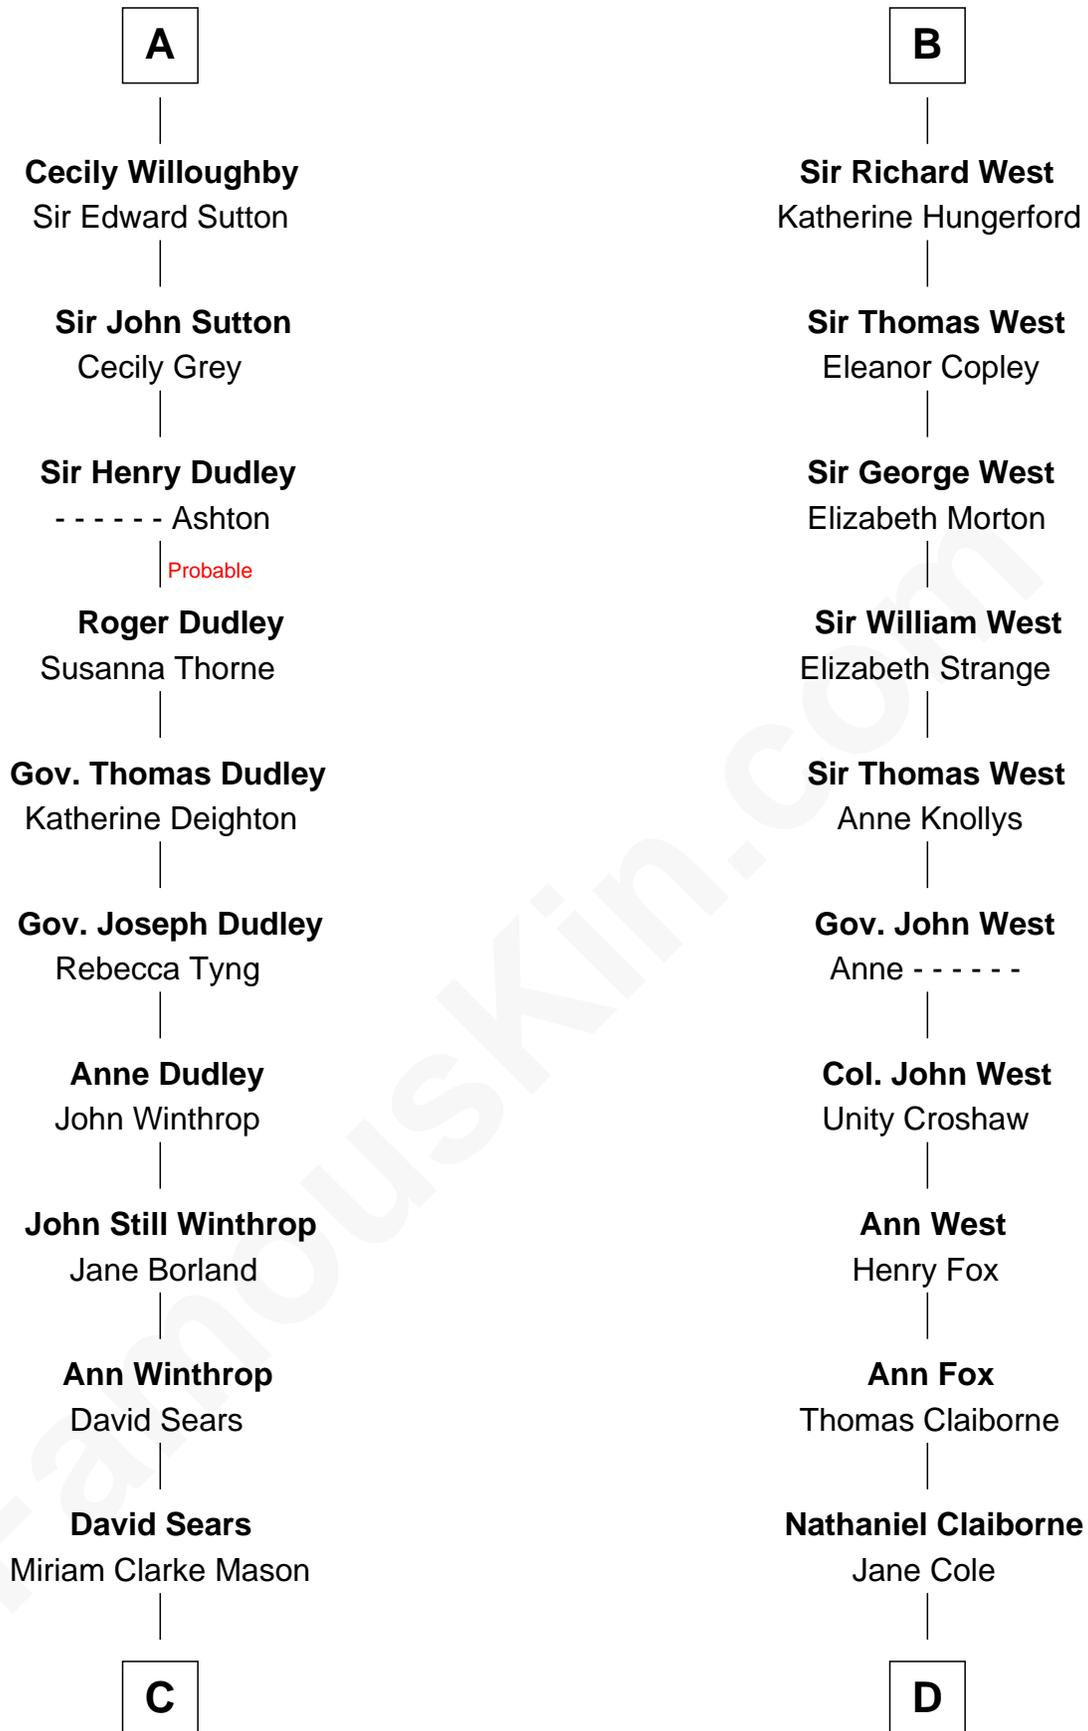 A
Cecily Willoughby
Sir Edward Sutton
Sir John Sutton
Cecily Grey
Sir Henry Dudley
- - - - - - Ashton
Probable
Roger Dudley
Susanna Thorne
Gov. Thomas Dudley
Katherine Deighton
Gov. Joseph Dudley
Rebecca Tyng
Anne Dudley
John Winthrop
John Still Winthrop
Jane Borland
Ann Winthrop
David Sears
David Sears
Miriam Clarke Mason
C
B
Sir Richard West
Katherine Hungerford
Sir Thomas West
Eleanor Copley
Sir George West
Elizabeth Morton
Sir William West
Elizabeth Strange
Sir Thomas West
Anne Knollys
Gov. John West
Anne - - - - - -
Col. John West
Unity Croshaw
Ann West
Henry Fox
Ann Fox
Thomas Claiborne
Nathaniel Claiborne
Jane Cole
D
FamousKin.com